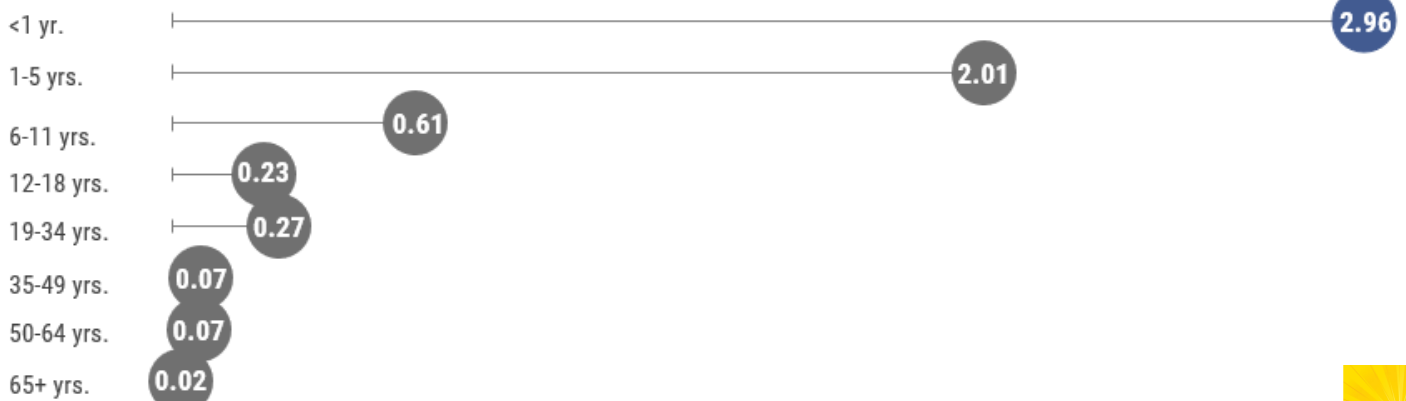 <1 yr. 2.96
1-5 yrs. 2.01
6-11 yrs. 0.61
12-18 yrs. 0.23
19-34 yrs. 0.27
35-49 yrs. 0.07
50-64 yrs. 0.07
65+ yrs. 0.02